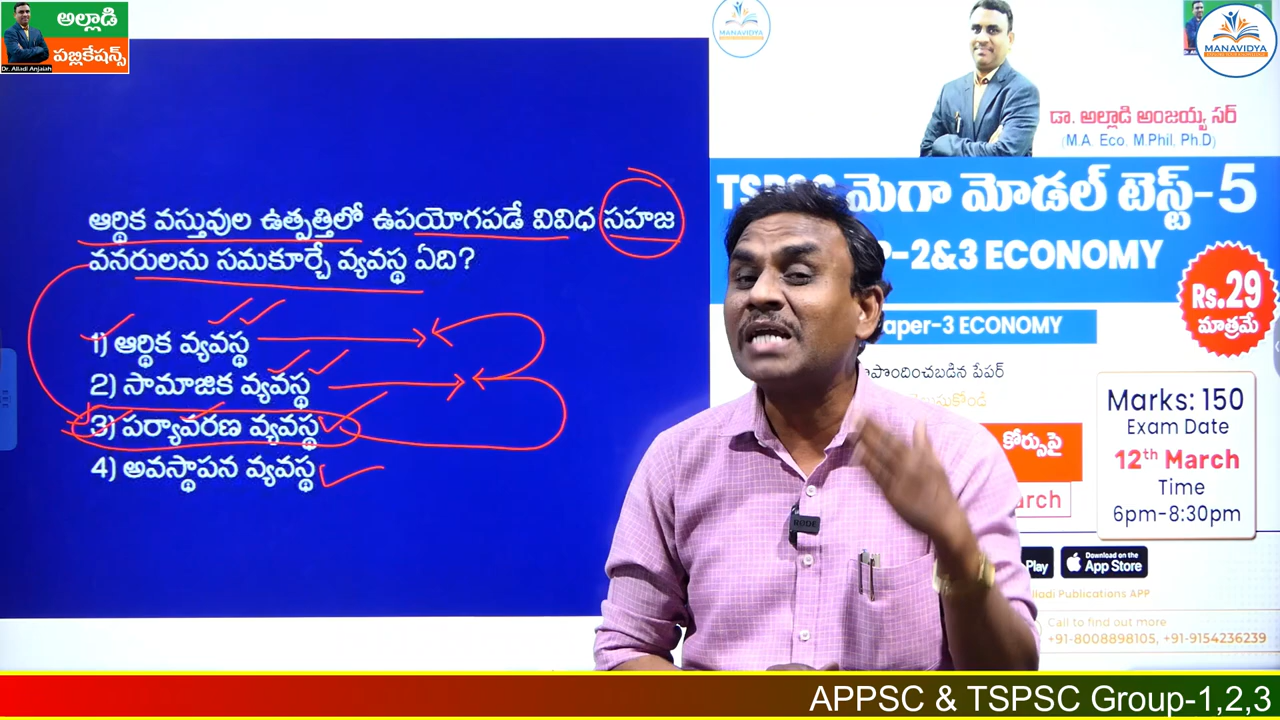 అల్లాడి
పబ్లికేషన్స్
Dr. Alladi Anjaiah
ఆర్థిక వస్తువుల ఉత్పత్తిలో ఉపయోగపడే వివిధ సహజ
వనరులను సమకూర్చే వ్యవస్థ ఏది?
1) ఆర్థిక వ్యవస్థ
2) సామాజిక వ్యవస్థ
3) పర్యావరణ వ్యవస్థ
4) అవస్థాపన వ్యవస్థ
MANAVIDYA
MANAVIDYA
డా. అల్లాడి అంజయ్య సర్
(M.A. Eco. M.Phil. Ph.D)
TSPSC మెగా మోడల్ టెస్ట్-5
-2&3 ECONOMY
Rs.29
మాత్రమే
aper-3 ECONOMY
పొందించబడిన పేపర్
కోర్సుపై
arch
Marks: 150
Exam Date
12th March
Time
6pm-8:30pm
Play
Download on the
App Store
lladi Publications APP
Call to find out more
+91-8008898105, +91-9154236239
RODE
APPSC & TSPSC Group-1,2,3